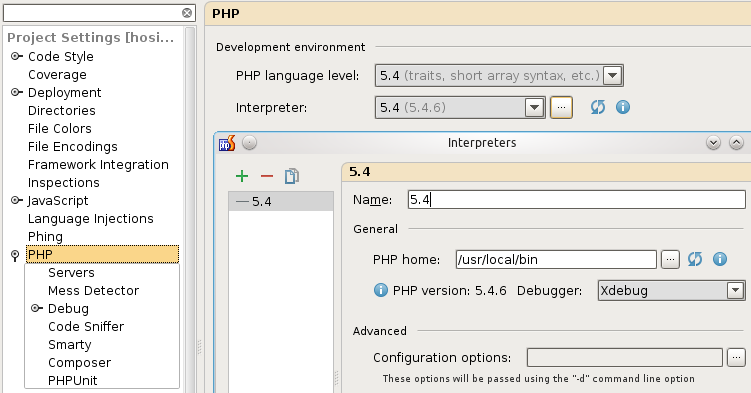 Project Settings [hosi...
Code Style
Coverage
Deployment
Directories
File Colors
File Encodings
Framework Integration
Inspections
JavaScript
Language Injections
Phing
PHP
Servers
Mess Detector
Debug
Code Sniffer
Smarty
Composer
PHPUnit
PHP
Development environment
PHP language level: 5.4 (traits, short array syntax, etc.)
Interpreter: 5.4 (5.4.6) ...
Interpreters
5.4
5.4
Name: 5.4
General
PHP home: /usr/local/bin ...
PHP version: 5.4.6 Debugger: Xdebug
Advanced
Configuration options: ...
These options will be passed using the "-d" command line option